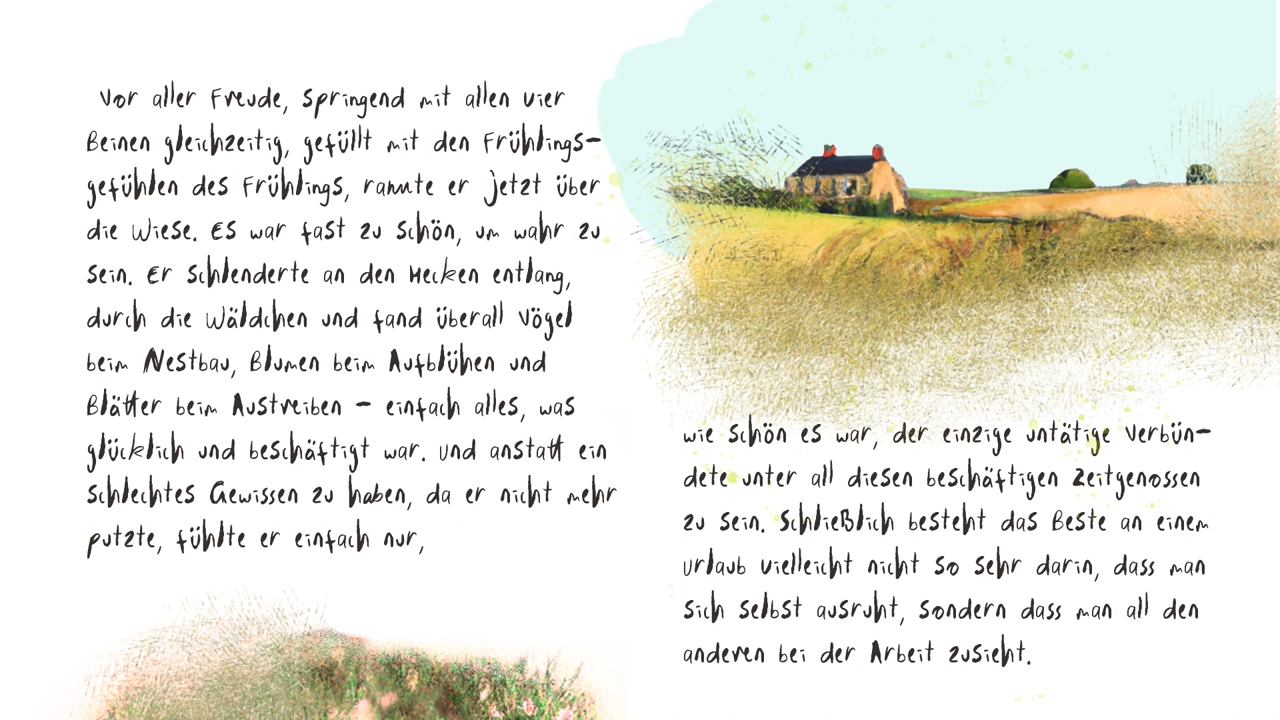 Vor aller Freude, springend mit allen vier
Beinen gleichzeitig, gefüllt mit den Frühlings-
gefühlen des Frühlings, rannte er jetzt über
die Wiese. Es war fast zu schön, um wahr zu
sein. Er schlenderte an den Hecken entlang,
durch die Wäldchen und fand überall Vögel
beim Nestbau, Blumen beim Aufblühen und
Blätter beim Austreiben – einfach alles, was
glücklich und beschäftigt war. Und anstatt ein
schlechtes Gewissen zu haben, da er nicht mehr
putzte, fühlte er einfach nur,
wie schön es war, der einzige untätige Verbün-
dete unter all diesen beschäftigen Zeitgenossen
zu sein. Schließlich besteht das Beste an einem
Urlaub vielleicht nicht so sehr darin, dass man
sich selbst ausruht, sondern dass man all den
anderen bei der Arbeit zusieht.